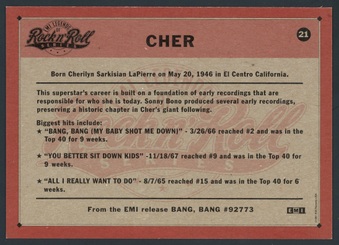 EMI LEGENDS OF
Rock n' Roll
SERIES
CHER
21
Born Cherilyn Sarkisian LaPierre on May 20, 1946 in El Centro California.
This superstar's career is built on a foundation of early recordings that are
responsible for who she is today. Sonny Bono produced several early recordings,
preserving a historic chapter in Cher's giant following.
Biggest hits include:
★ "BANG, BANG (MY BABY SHOT ME DOWN)" - 3/26/66 reached #2 and was in the
Top 40 for 9 weeks.
★ "YOU BETTER SIT DOWN KIDS" -11/18/67 reached #9 and was in the Top 40 for
9 weeks.
★ "ALL I REALLY WANT TO DO" - 8/7/65 reached #15 and was in the Top 40 for 6
weeks.
From the EMI release BANG, BANG #92773
EMI